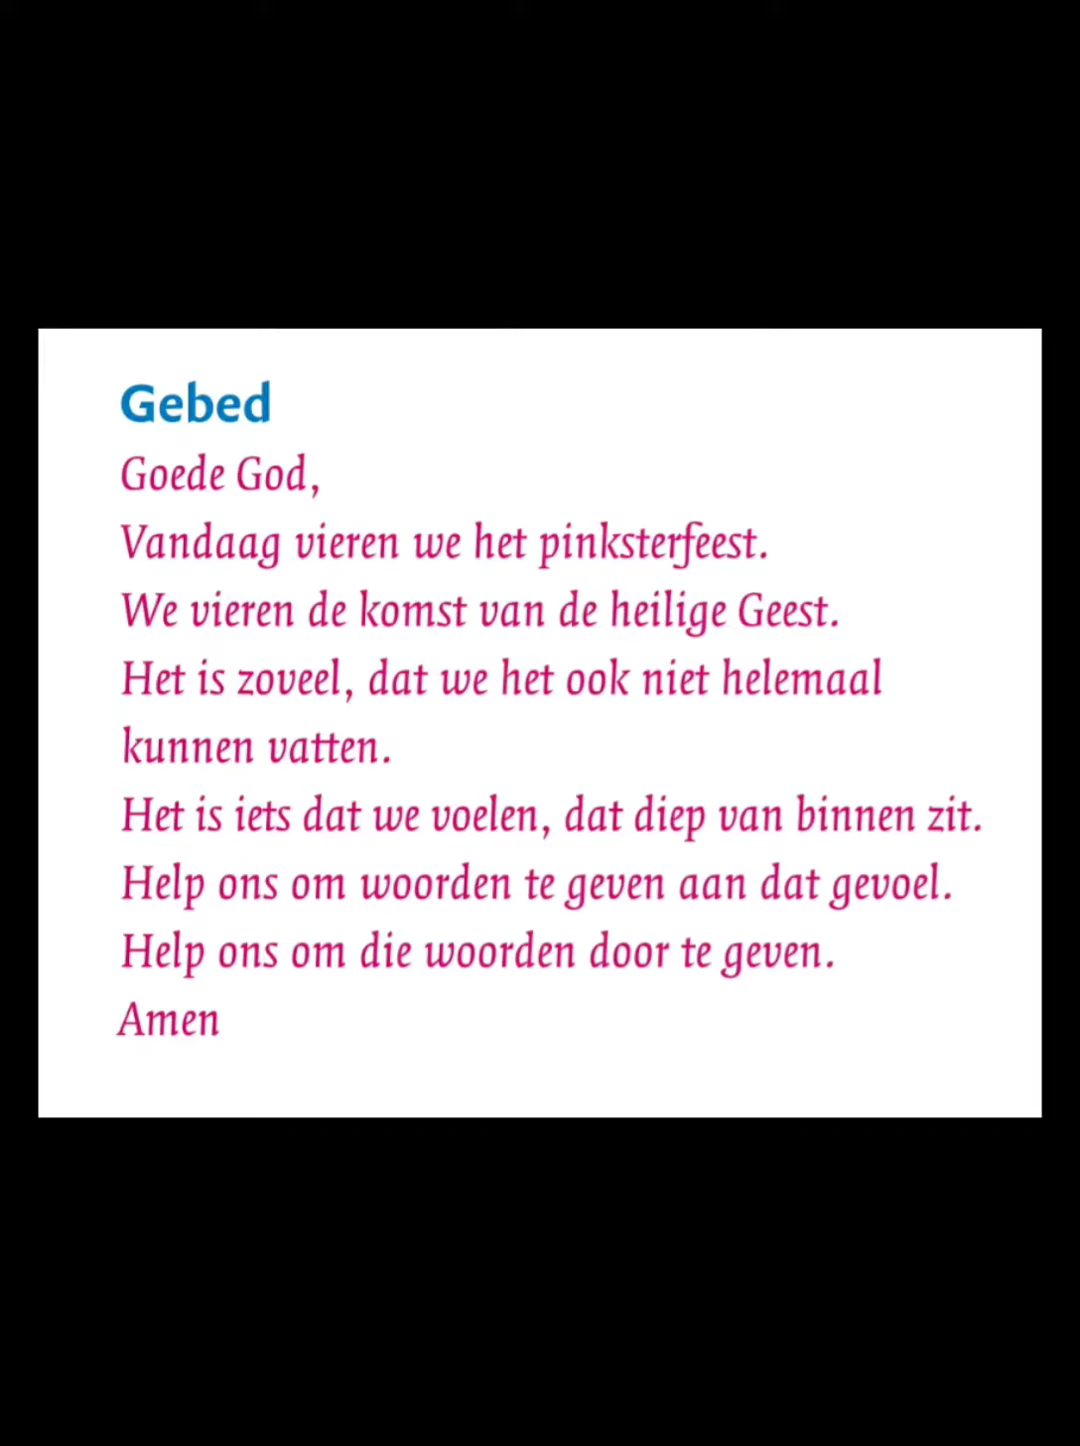 Gebed
Goede God,
Vandaag vieren we het pinksterfeest.
We vieren de komst van de heilige Geest.
Het is zoveel, dat we het ook niet helemaal
kunnen vatten.
Het is iets dat we voelen, dat diep van binnen zit.
Help ons om woorden te geven aan dat gevoel.
Help ons om die woorden door te geven.
Amen